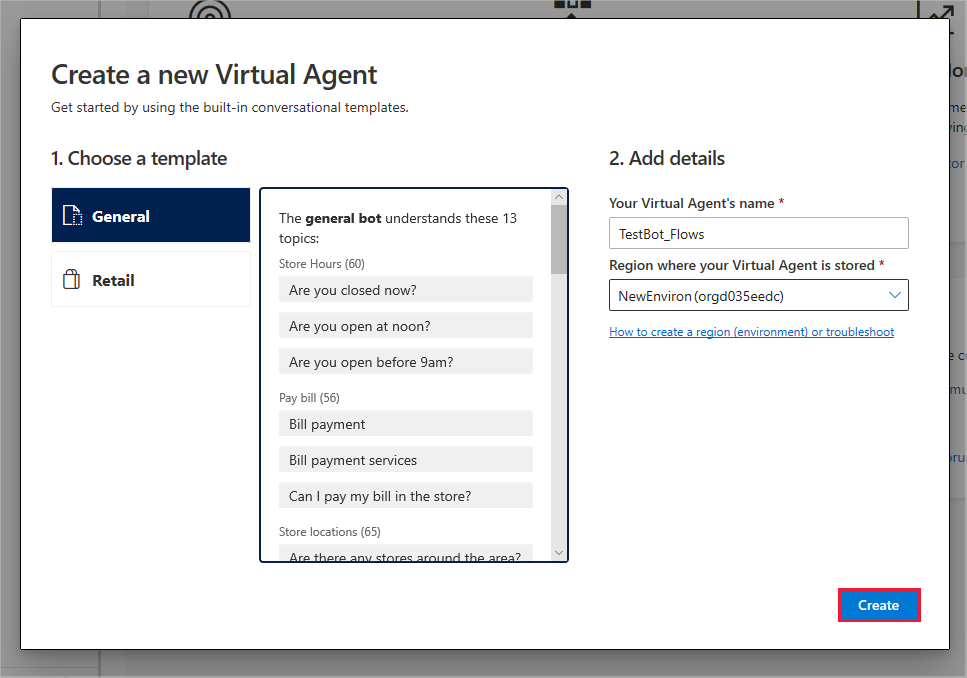 Create a new Virtual Agent
Get started by using the built-in conversational templates.
1. Choose a template
General
Retail
The general bot understands these 13
topics:
Store Hours (60)
Are you closed now?
Are you open at noon?
Are you open before 9am?
Pay bill (56)
Bill payment
Bill payment services
Can I pay my bill in the store?
Store locations (65)
Are there any stores around the area?
2. Add details
Your Virtual Agent's name *
TestBot_Flows
Region where your Virtual Agent is stored *
NewEnviron (orgd035eedc)
How to create a region (environment) or troubleshoot
Create